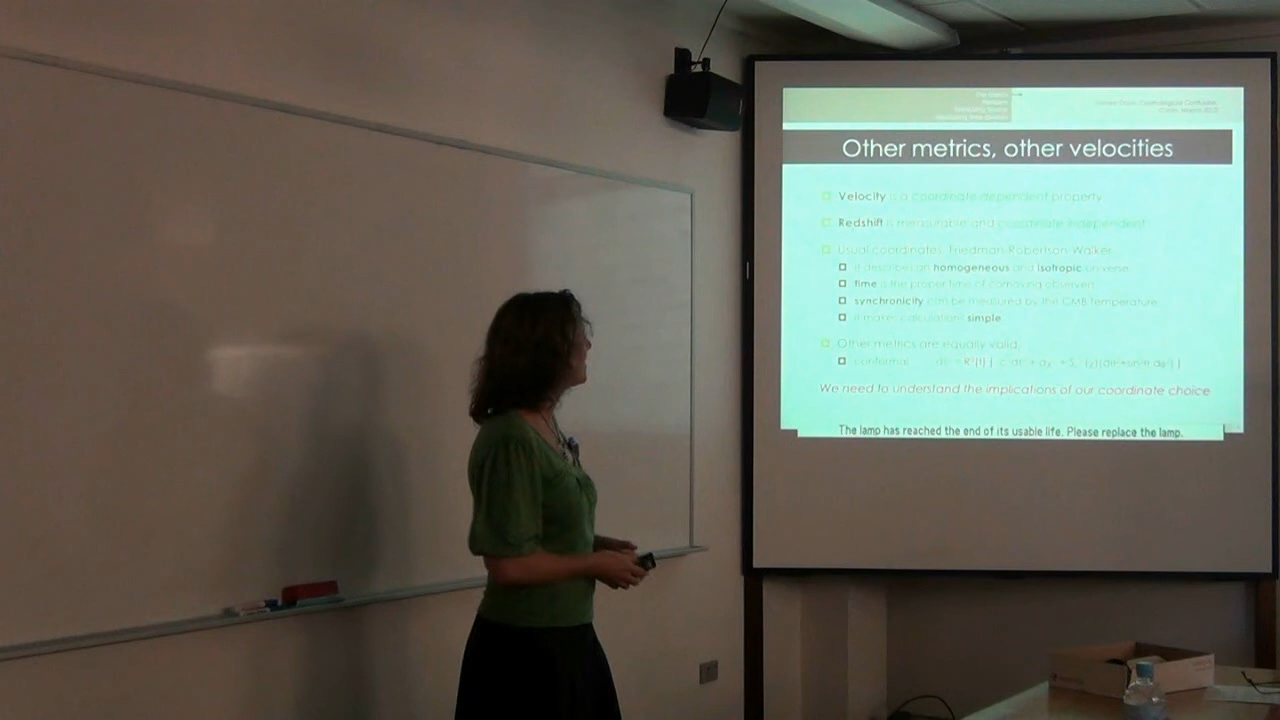 Other metrics, other velocities
Velocity is a coordinate dependent property
Redshift is measurable and coordinate independent
Usual coordinates: Friedman-Robertson-Walker
It describes an homogeneous and isotropic universe
time is the proper time of comoving observers
synchronicity can be measured by the CMB temperature
it makes calculations simple
Other metrics are equally valid
conformal
We need to understand the implications of our coordinate choice
The lamp has reached the end of its usable life. Please replace the lamp.